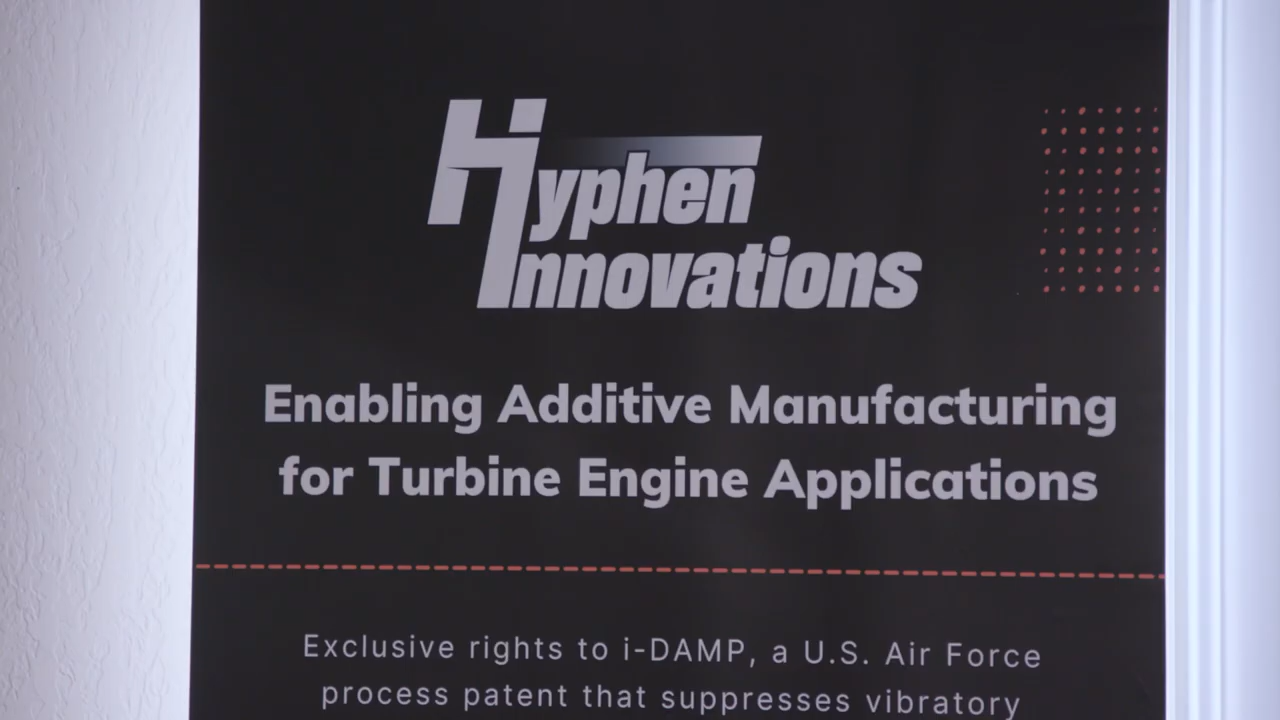 Hyphen
Innovations
Enabling Additive Manufacturing
for Turbine Engine Applications
Exclusive rights to i-DAMP, a U.S. Air Force
process patent that suppresses vibratory